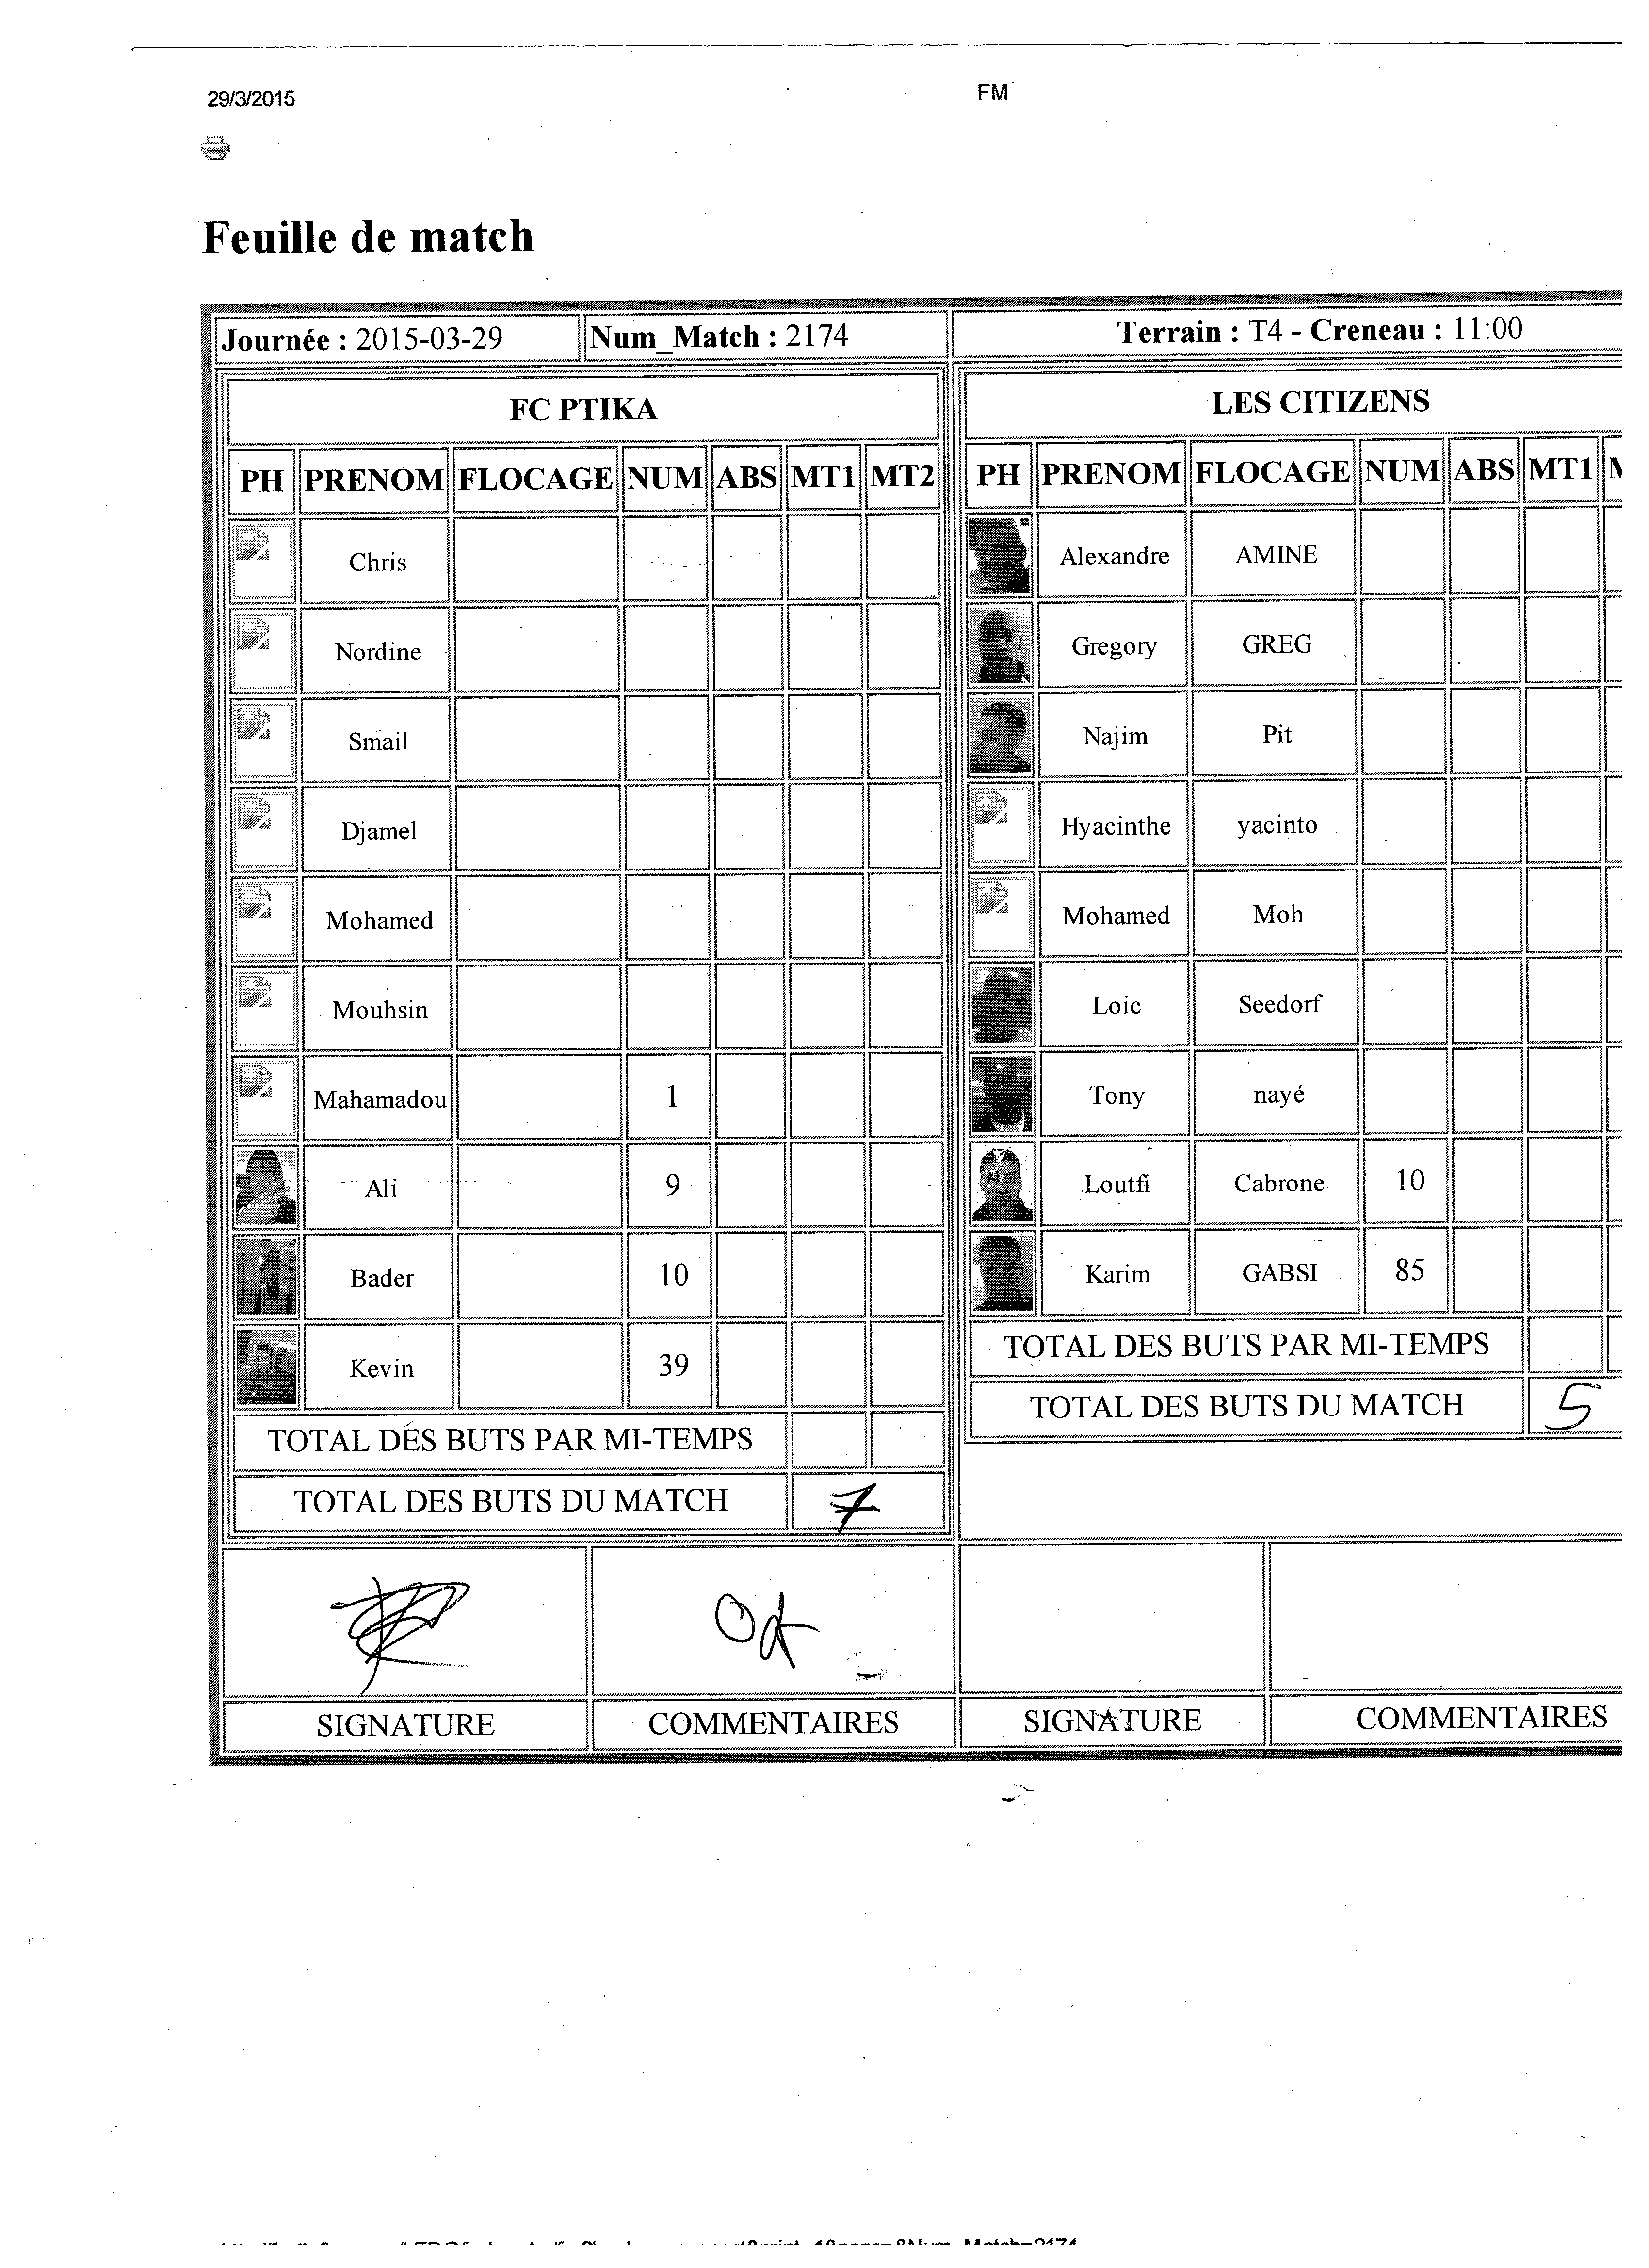 29/3/2015 FM
Feuille de match
Journée : 2015-03-29 Num_Match : 2174 Terrain : T4 - Creneau : 11:00
FC PTIKA LES CITIZENS
PH PRENOM FLOCAGE NUM ABS MT1 MT2 PH PRENOM FLOCAGE NUM ABS MT1
Chris Alexandre AMINE
Nordine Gregory GREG
Smail Najim Pit
Djamel Hyacinthe yacinto
Mohamed Mohamed Moh
Mouhsin Loic Seedorf
Mahamadou 1 Tony nayé
Ali 9 Loutfi Cabrone 10
Bader 10 Karim GABSI 85
Kevin 39 TOTAL DES BUTS PAR MI-TEMPS
TOTAL DES BUTS DU MATCH 5
TOTAL DES BUTS PAR MI-TEMPS
TOTAL DES BUTS DU MATCH 7
Ok
SIGNATURE COMMENTAIRES SIGNATURE COMMENTAIRES